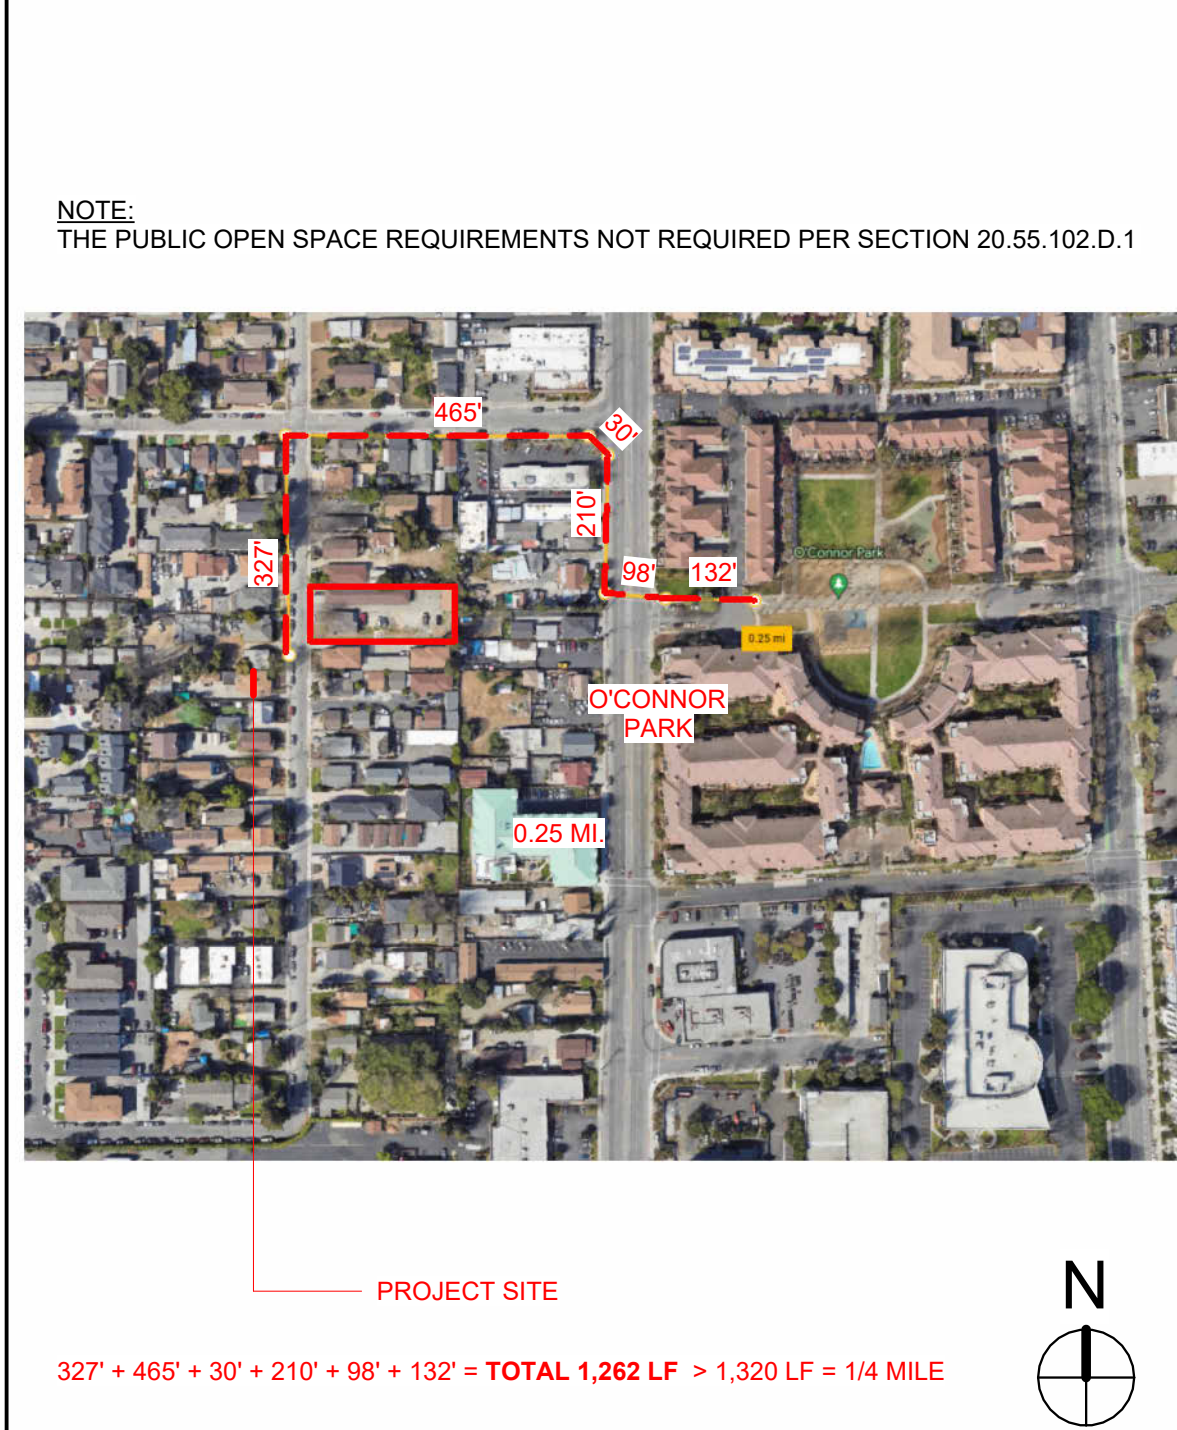 NOTE:
THE PUBLIC OPEN SPACE REQUIREMENTS NOT REQUIRED PER SECTION 20.55.102.D.1
465'
30'
210'
327'
98'
132'
O'Connor Park
0.25 mi
O'CONNOR
PARK
0.25 MI.
PROJECT SITE
N
327' + 465' + 30' + 210' + 98' + 132' = TOTAL 1,262 LF > 1,320 LF = 1/4 MILE